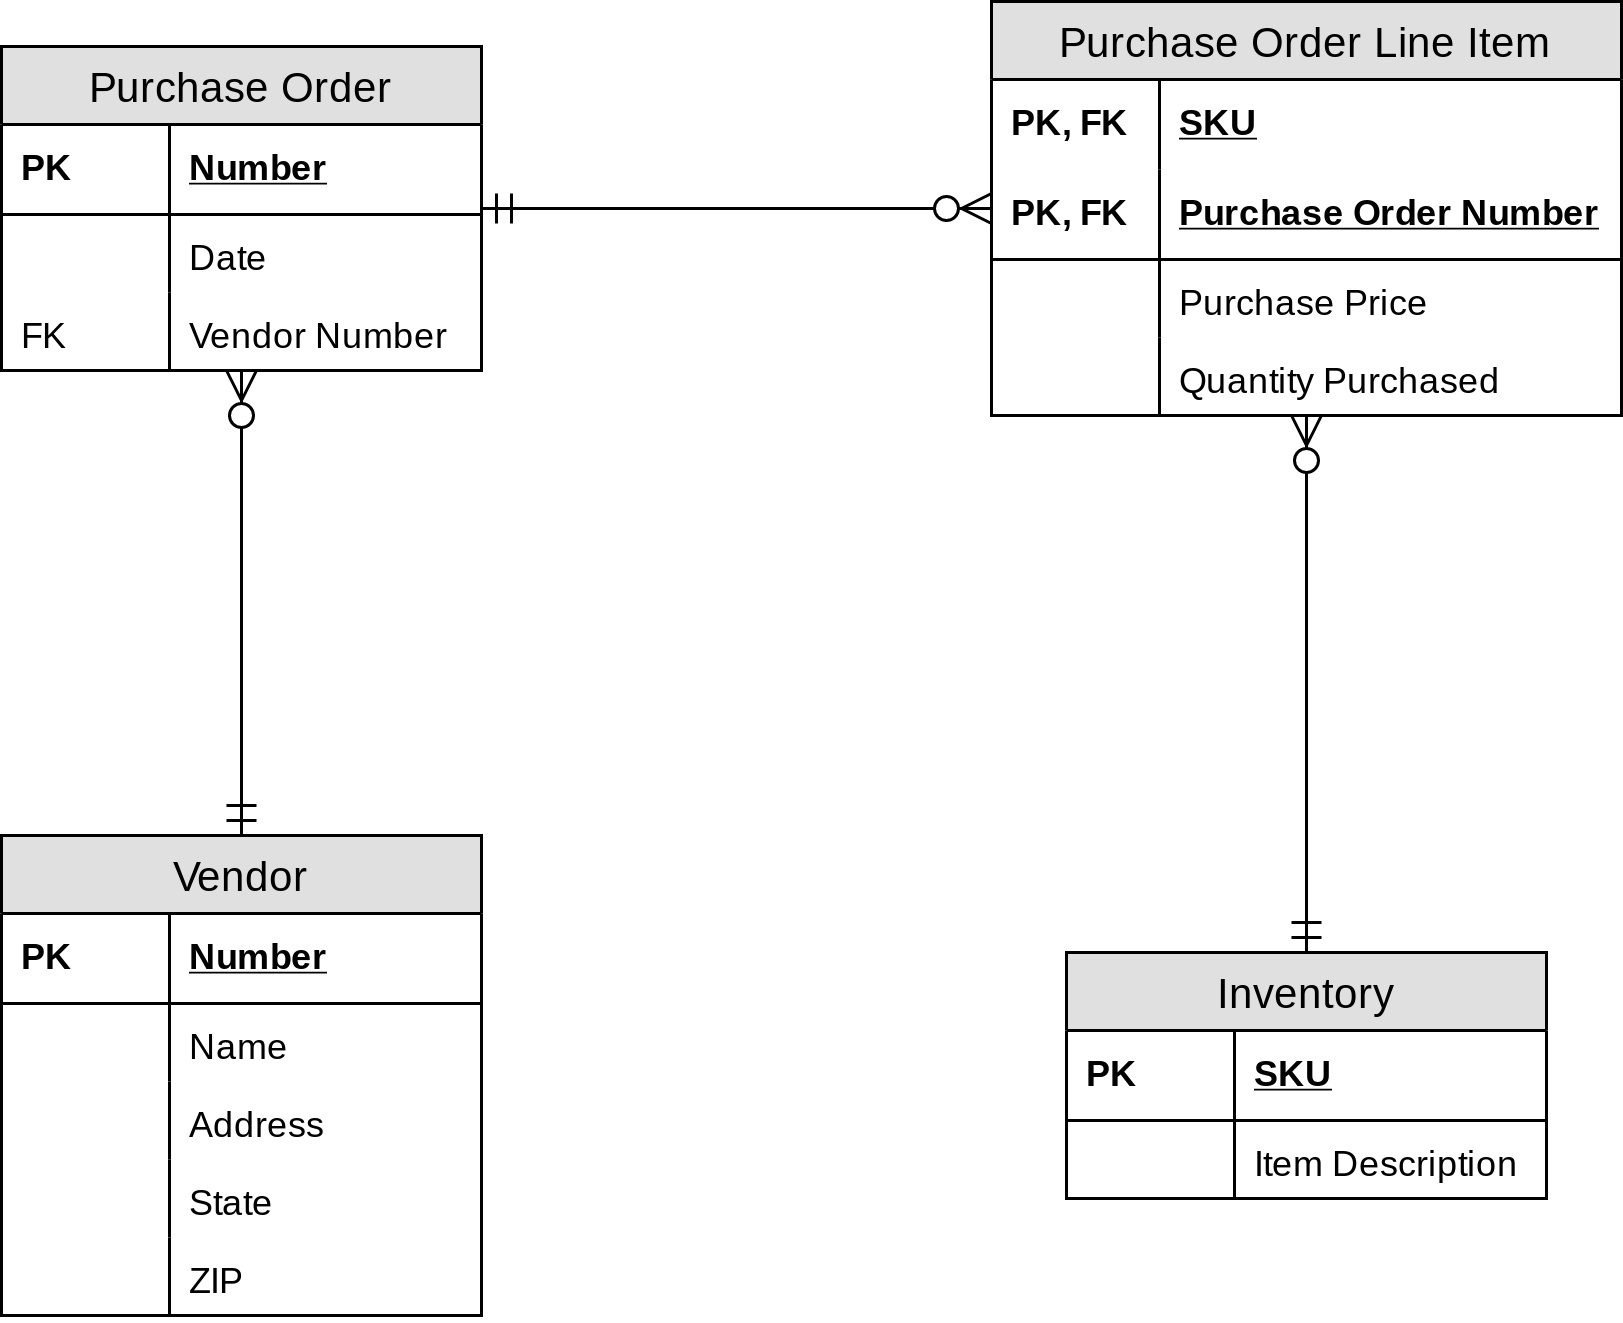 Purchase Order
PK Number
Date
FK Vendor Number
Purchase Order Line Item
PK, FK SKU
PK, FK Purchase Order Number
Purchase Price
Quantity Purchased
Vendor
PK Number
Name
Address
State
ZIP
Inventory
PK SKU
Item Description